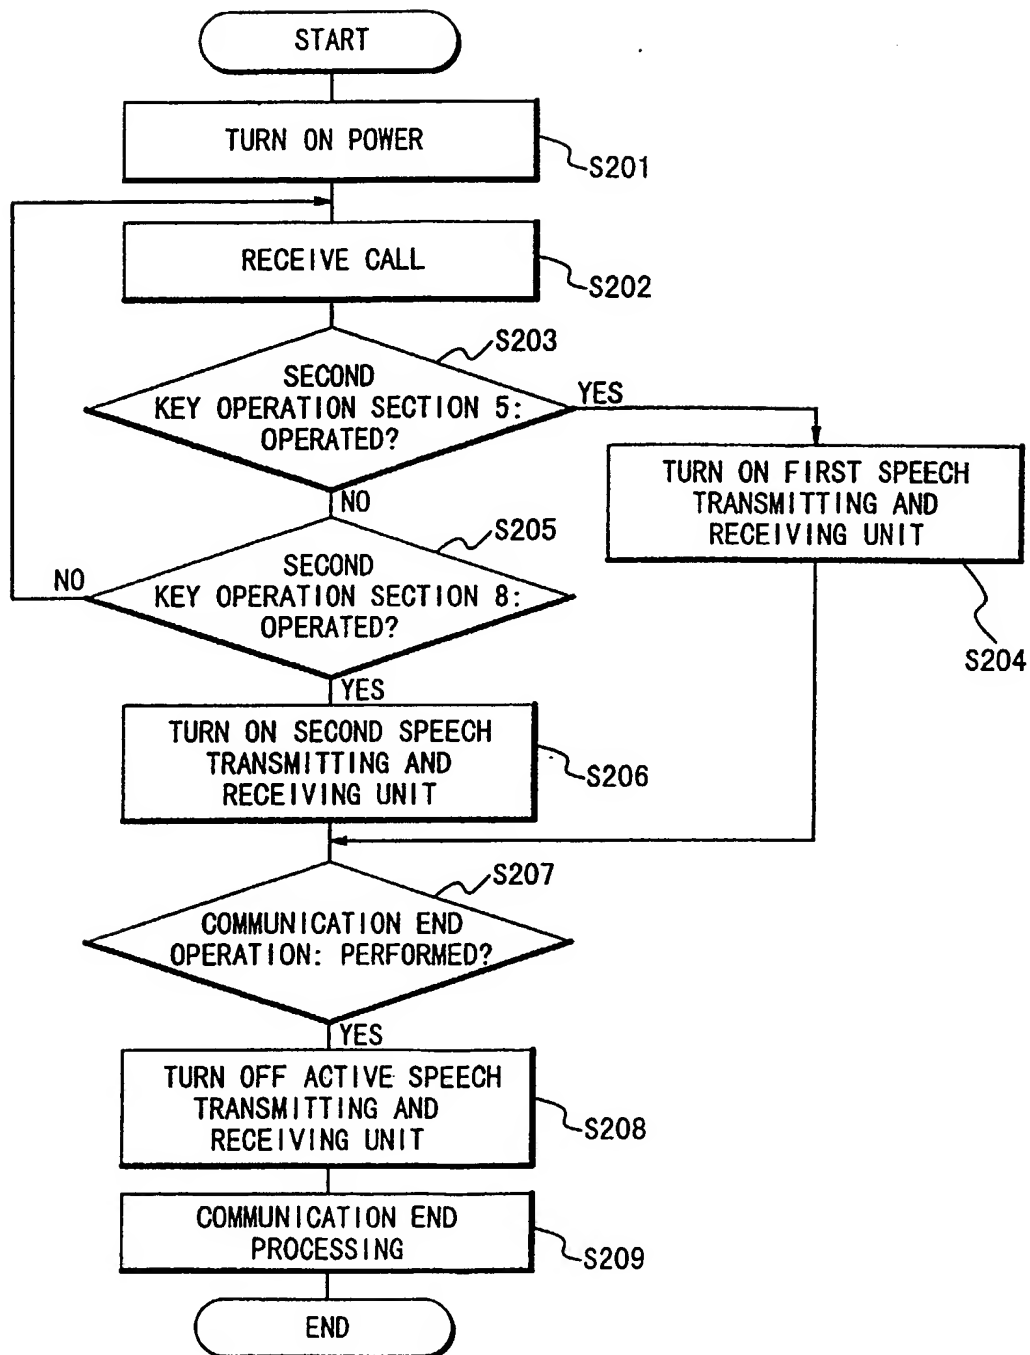 START
TURN ON POWER
S201
RECEIVE CALL
S202
S203
SECOND
KEY OPERATION SECTION 5:
OPERATED?
YES
TURN ON FIRST SPEECH
TRANSMITTING AND
RECEIVING UNIT
S204
NO
S205
SECOND
KEY OPERATION SECTION 8:
OPERATED?
NO
YES
TURN ON SECOND SPEECH
TRANSMITTING AND
RECEIVING UNIT
S206
S207
COMMUNICATION END
OPERATION: PERFORMED?
YES
TURN OFF ACTIVE SPEECH
TRANSMITTING AND
RECEIVING UNIT
S208
COMMUNICATION END
PROCESSING
S209
END